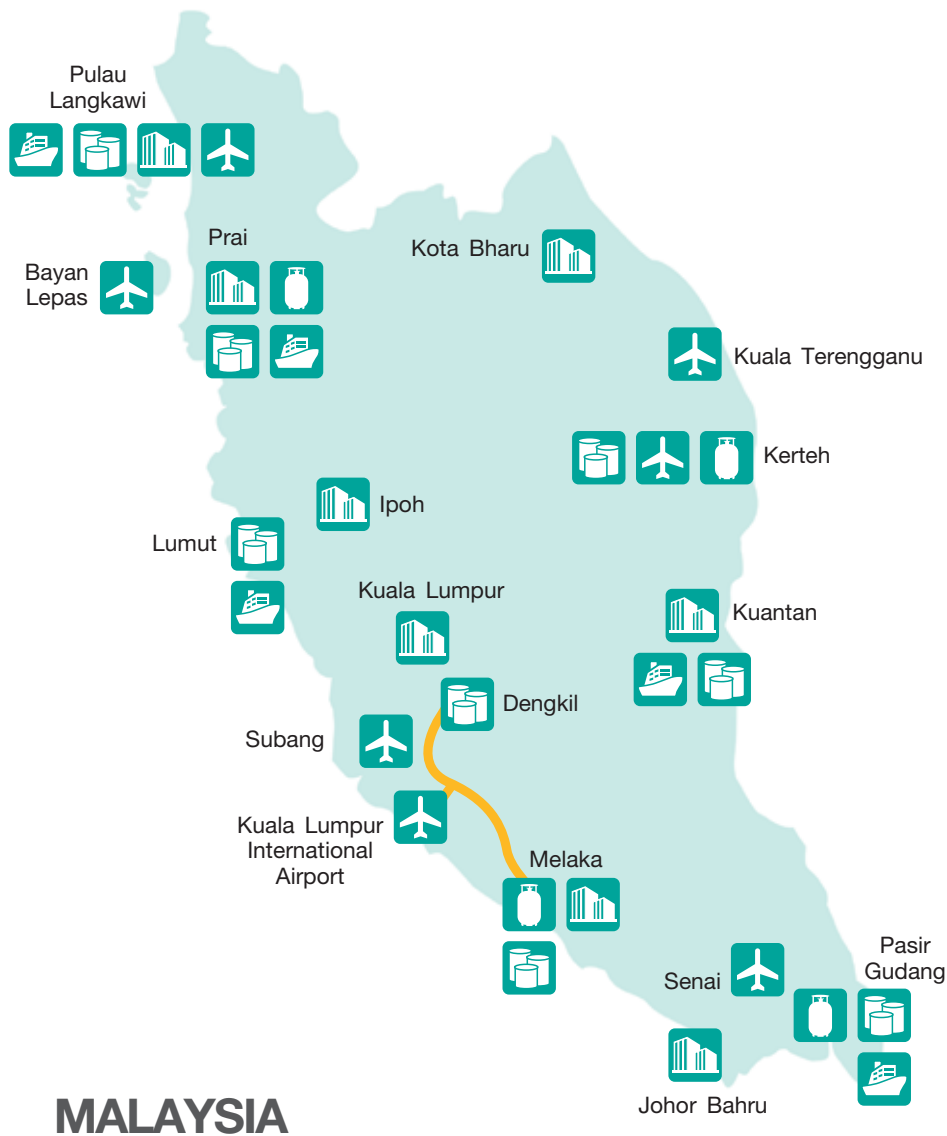 Pulau
Langkawi
Prai
Kota Bharu
Bayan
Lepas
Kuala Terengganu
Kerteh
Ipoh
Lumut
Kuala Lumpur
Kuantan
Dengkil
Subang
Kuala Lumpur
International
Airport
Melaka
Pasir
Gudang
Senai
Johor Bahru
MALAYSIA